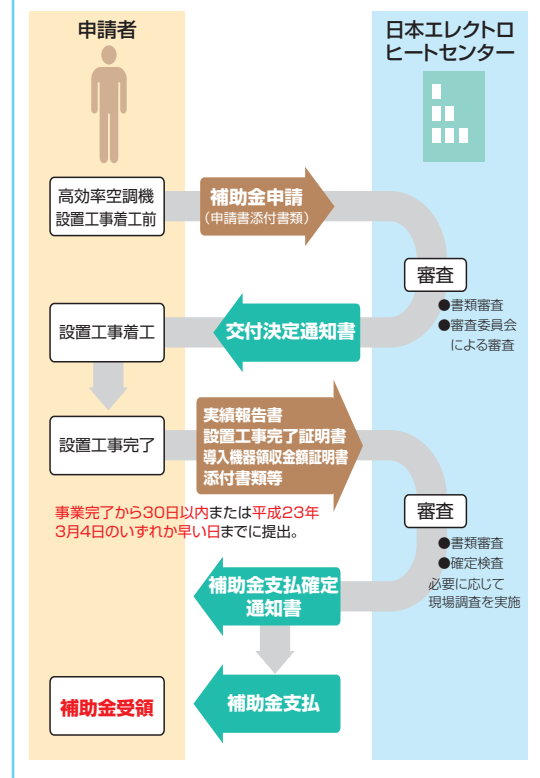 申請者
日本エレクトロ
ヒートセンター
高効率空調機
設置工事着工前
補助金申請
（申請書添付書類）
審査
●書類審査
●審査委員会
による審査
交付決定通知書
設置工事着工
設置工事完了
実績報告書
設置工事完了証明書
導入機器領収金額証明書
添付書類等
事業完了から30日以内または平成23年
3月4日のいずれか早い日までに提出。
審査
●書類審査
●確定検査
必要に応じて
現場調査を実施
補助金支払確定
通知書
補助金支払
補助金受領